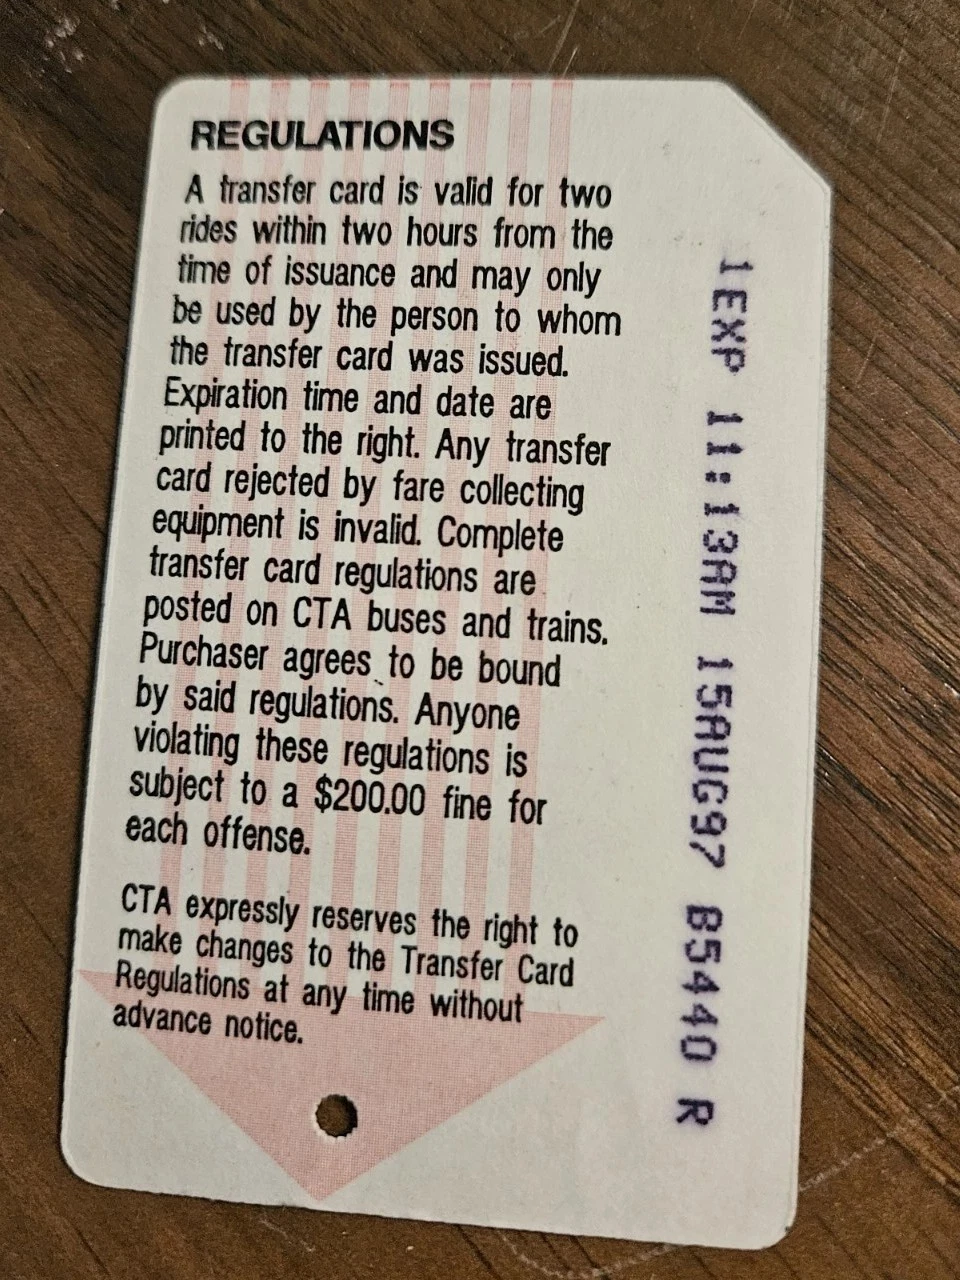 REGULATIONS
A transfer card is valid for two
rides within two hours from the
time of issuance and may only
be used by the person to whom
the transfer card was issued.
Expiration time and date are
printed to the right. Any transfer
card rejected by fare collecting
equipment is invalid. Complete
transfer card regulations are
posted on CTA buses and trains.
Purchaser agrees to be bound
by said regulations. Anyone
violating these regulations is
subject to a $200.00 fine for
each offense.
CTA expressly reserves the right to
make changes to the Transfer Card
Regulations at any time without
advance notice.
1EXP 11:13AM 15AUG97 B5440 R